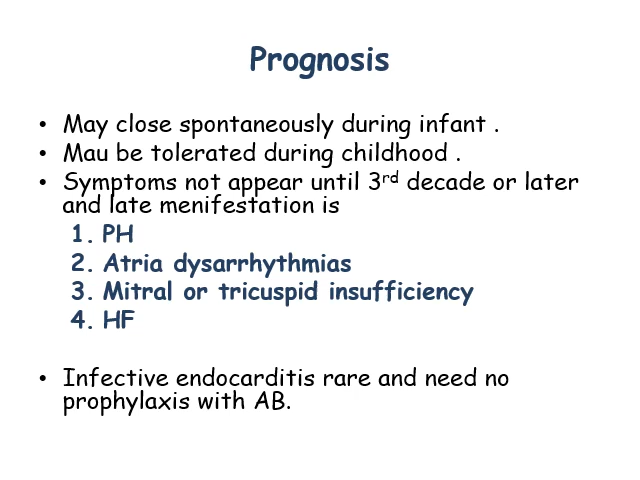 Prognosis
• May close spontaneously during infant .
• Mau be tolerated during childhood .
• Symptoms not appear until 3rd decade or later
and late menifestation is
1. PH
2. Atria dysarrhythmias
3. Mitral or tricuspid insufficiency
4. HF
• Infective endocarditis rare and need no
prophylaxis with AB.